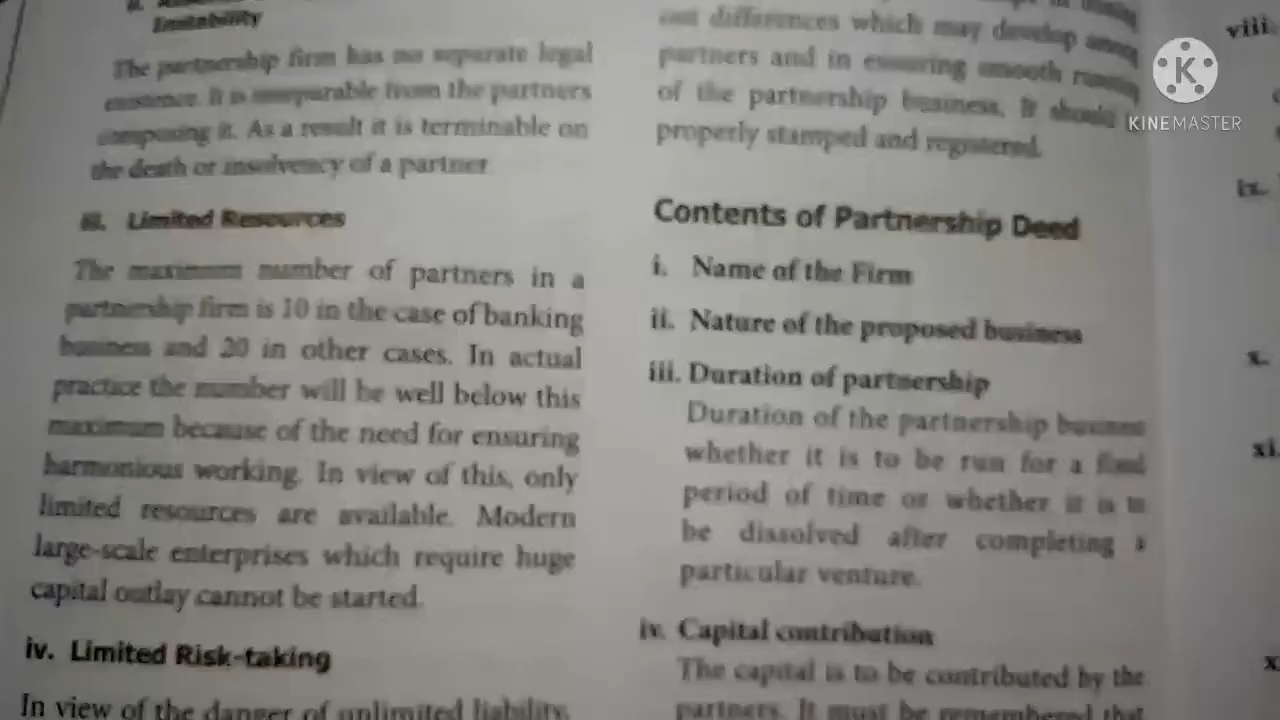 The partnership firm has no separate legal
existence. It is inseparable from the partners
composing it. As a result it is terminable on
the death or insolvency of a partner
iii. Limited Resources
The maximum number of partners in a
partnership firm is 10 in the case of banking
business and 20 in other cases. In actual
practice the number will be well below this
maximum because of the need for ensuring
harmonious working. In view of this, only
limited resources are available. Modern
large-scale enterprises which require huge
capital outlay cannot be started.
iv. Limited Risk-taking
In view of the danger of unlimited liability,
out differences which may develop among
partners and in ensuring smooth running
of the partnership business. It should
properly stamped and registered.
Contents of Partnership Deed
i. Name of the Firm
ii. Nature of the proposed business
iii. Duration of partnership
Duration of the partnership business
whether it is to be run for a
period of time or whether it is to
be dissolved after completing a
particular venture.
iv. Capital contribution
The capital is to be contributed by the
partners. It must be remembered that
viii
ix.
x.
xi.
x
KINEMASTER